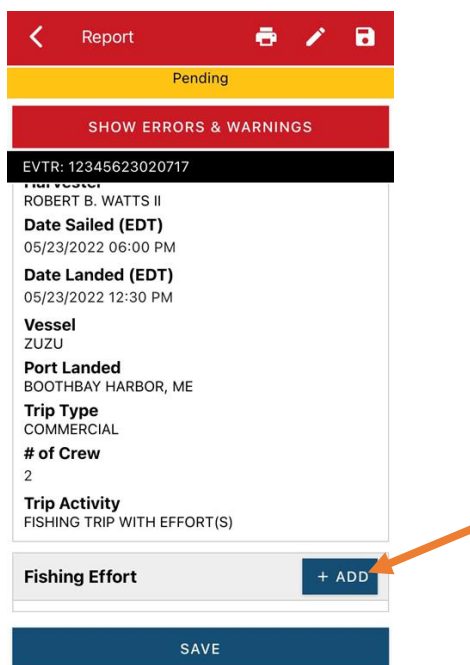 Report
Pending
SHOW ERRORS & WARNINGS
EVTR: 12345623020717
Harvester
ROBERT B. WATTS II
Date Sailed (EDT)
05/23/2022 06:00 PM
Date Landed (EDT)
05/23/2022 12:30 PM
Vessel
ZUZU
Port Landed
BOOTHBAY HARBOR, ME
Trip Type
COMMERCIAL
# of Crew
2
Trip Activity
FISHING TRIP WITH EFFORT(S)
Fishing Effort + ADD
SAVE